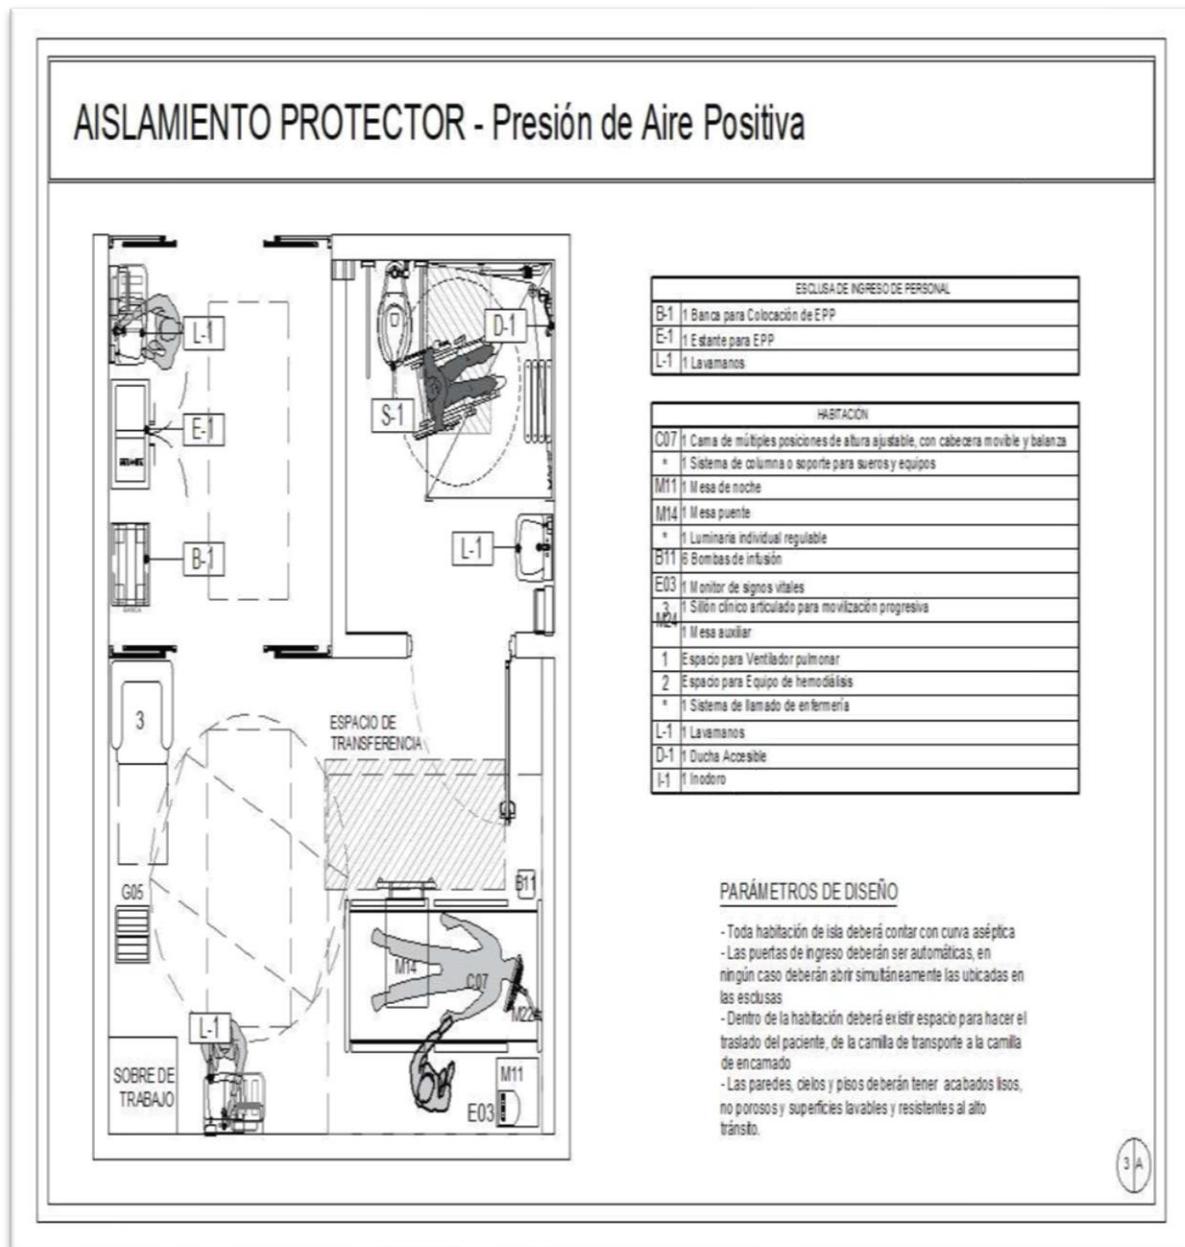 AISLAMIENTO PROTECTOR - Presión de Aire Positiva
L-1
E-1
B-1
S-1
D-1
L-1
3
ESPACIO DE
TRANSFERENCIA
G05
B11
M14
C07
M22
L-1
SOBRE DE
TRABAJO
M11
E03
ESCLUSA DE INGRESO DE PERSONAL
B-1 1 Banca para Colocación de EPP
E-1 1 Estante para EPP
L-1 1 Lavamanos
HABITACIÓN
C07 1 Cama de múltiples posiciones de altura ajustable, con cabecera movible y balanza
* 1 Sistema de columna o soporte para sueros y equipos
M11 1 Mesa de noche
M14 1 Mesa puente
* 1 Luminaria individual regulable
B11 6 Bombas de infusión
E03 1 Monitor de signos vitales
3 1 Sillón clínico articulado para movilización progresiva
M24 1 Mesa auxiliar
1 Espacio para Ventilador pulmonar
2 Espacio para Equipo de hemodiálisis
* 1 Sistema de llamado de enfermería
L-1 1 Lavamanos
D-1 1 Ducha Accesible
I-1 1 Inodoro
PARÁMETROS DE DISEÑO
- Toda habitación de isla deberá contar con curva aséptica
- Las puertas de ingreso deberán ser automáticas, en
ningún caso deberán abrir simultáneamente las ubicadas en
las esclusas
- Dentro de la habitación deberá existir espacio para hacer el
traslado del paciente, de la camilla de transporte a la camilla
de encamado
- Las paredes, cielos y pisos deberán tener acabados lisos,
no porosos y superficies lavables y resistentes al alto
tránsito.
3 A